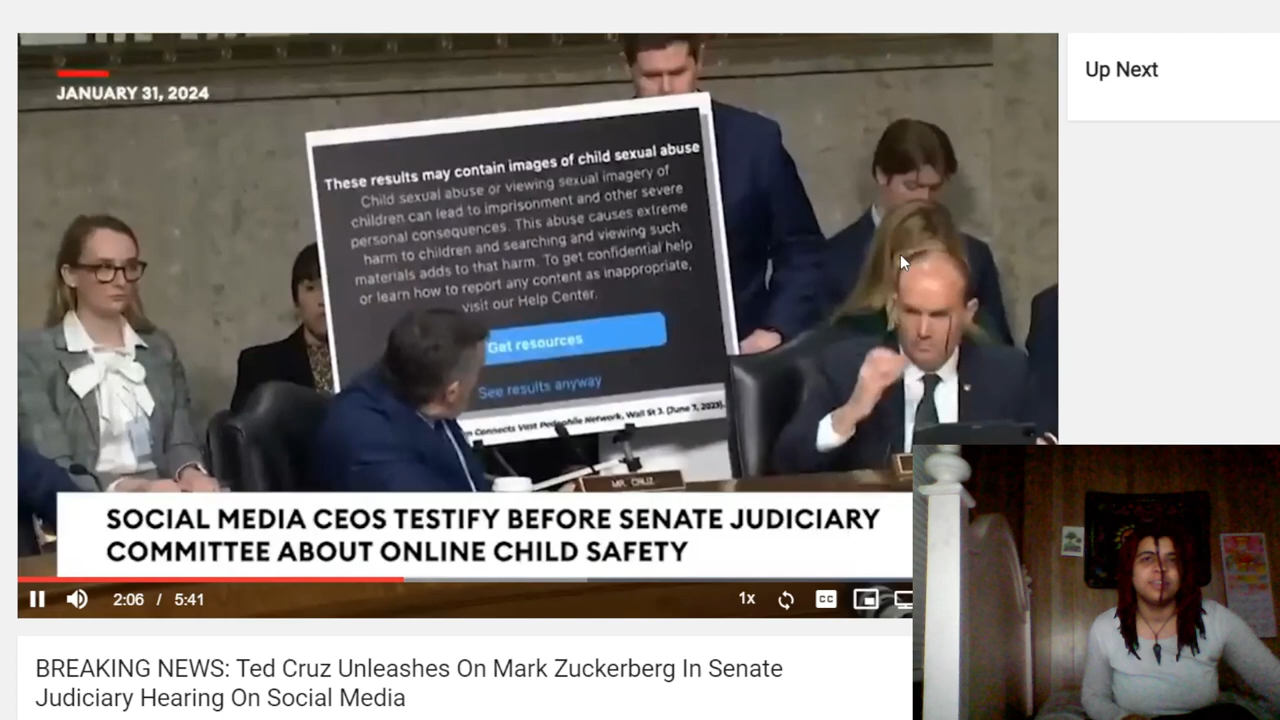 JANUARY 31, 2024
Up Next
These results may contain images of child sexual abuse
Child sexual abuse or viewing sexual imagery of
children can lead to imprisonment and other severe
personal consequences. This abuse causes extreme
harm to children and searching and viewing such
materials adds to that harm. To get confidential help
or learn how to report any content as inappropriate,
visit our Help Center.
Get resources
See results anyway
Connects Vast Pedophile Network, Wall St J. (June 7, 2023).
MR. CRUZ
SOCIAL MEDIA CEOS TESTIFY BEFORE SENATE JUDICIARY
COMMITTEE ABOUT ONLINE CHILD SAFETY
2:06 / 5:41
1x
CC
BREAKING NEWS: Ted Cruz Unleashes On Mark Zuckerberg In Senate
Judiciary Hearing On Social Media